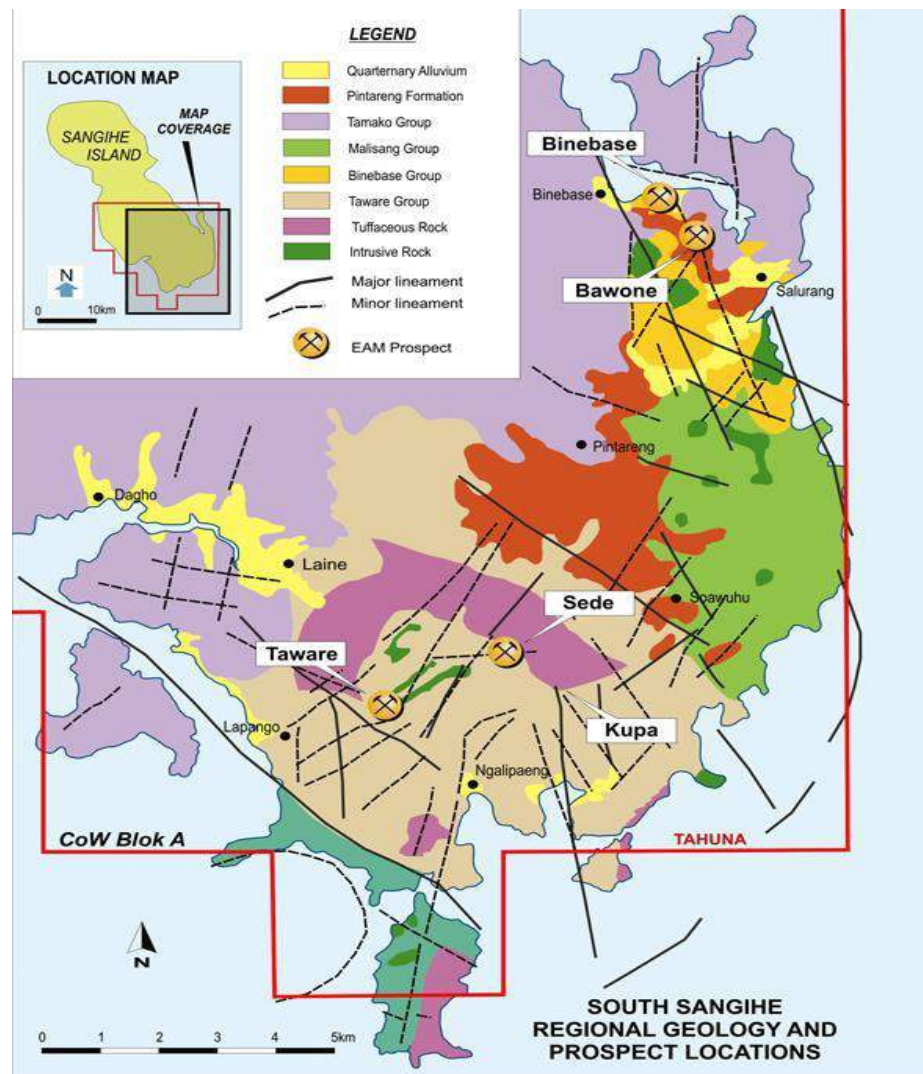 LEGEND
Quarternary Alluvium
Pintareng Formation
Tamako Group
Malisang Group
Binebase Group
Taware Group
Tuffaceous Rock
Intrusive Rock
Major lineament
Minor lineament
EAM Prospect
LOCATION MAP
MAP
COVERAGE
SANGIHE
ISLAND
N
0 10km
Binebase
Binebase
Bawone
Salurang
Pintareng
Dagho
Laine
Soawuhu
Sede
Taware
Lapango
Kupa
Ngalipaeng
CoW Blok A
TAHUNA
N
0 1 2 3 4 5km
SOUTH SANGIHE
REGIONAL GEOLOGY AND
PROSPECT LOCATIONS